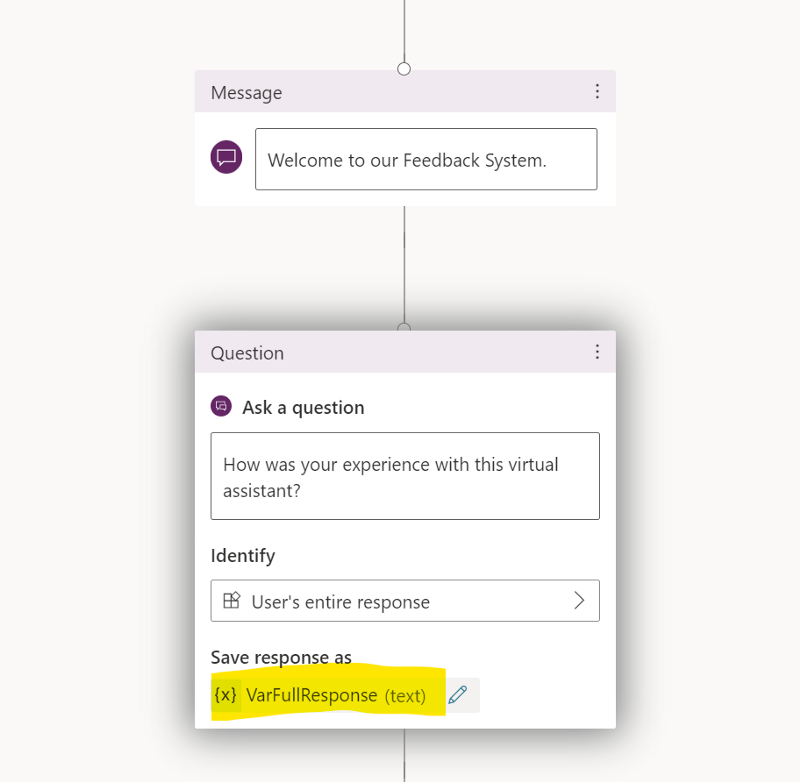 Message
Welcome to our Feedback System.
Question
Ask a question
How was your experience with this virtual
assistant?
Identify
User's entire response
Save response as
{x} VarFullResponse (text)